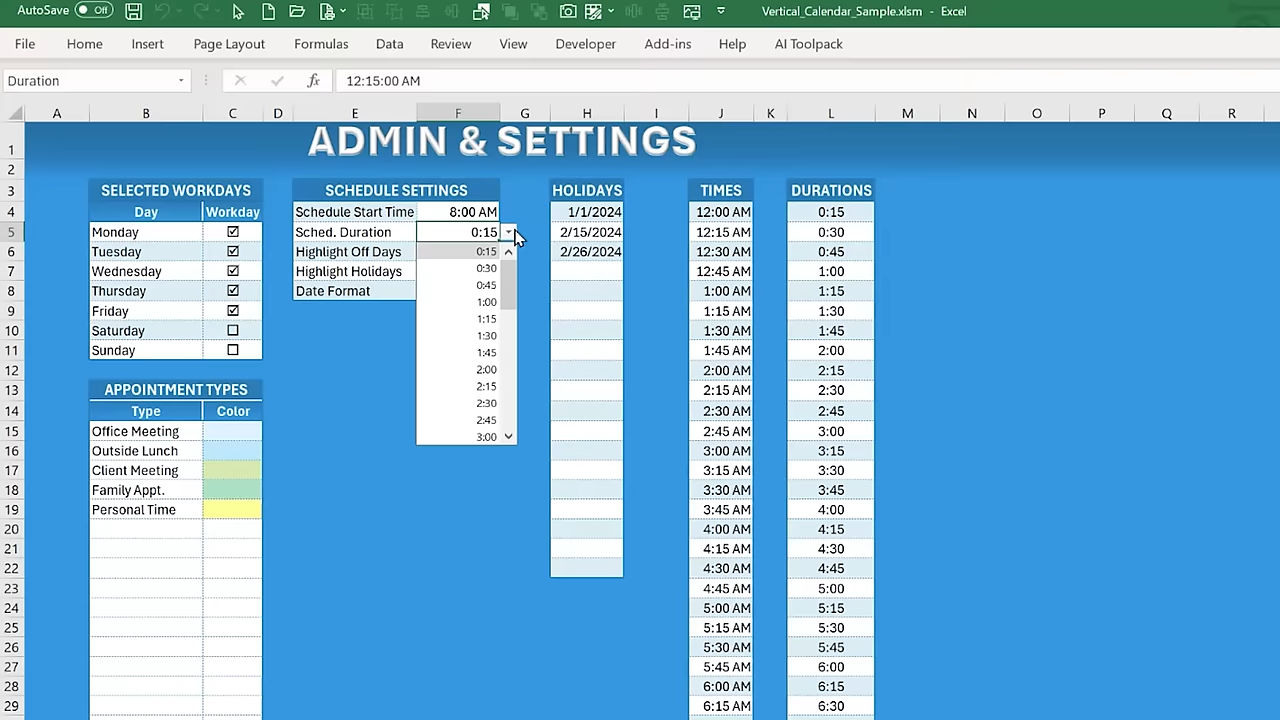 AutoSave Off Vertical_Calendar_Sample.xlsm - Excel
File Home Insert Page Layout Formulas Data Review View Developer Add-ins Help AI Toolpack
Duration fx 12:15:00 AM
A B C D E F G H I J K L M N O P Q R
1 ADMIN & SETTINGS
2
3 SELECTED WORKDAYS SCHEDULE SETTINGS HOLIDAYS TIMES DURATIONS
4 Day Workday Schedule Start Time 8:00 AM 1/1/2024 12:00 AM 0:15
5 Monday Sched. Duration 0:15 2/15/2024 12:15 AM 0:30
6 Tuesday Highlight Off Days 0:15 2/26/2024 12:30 AM 0:45
0:30
7 Wednesday Highlight Holidays 12:45 AM 1:00
0:45
8 Thursday Date Format 1:00 1:00 AM 1:15
9 Friday 1:15 1:15 AM 1:30
10 Saturday 1:30 1:30 AM 1:45
11 Sunday 1:45 1:45 AM 2:00
12 2:00 2:00 AM 2:15
13 APPOINTMENT TYPES 2:15 2:15 AM 2:30
14 Type Color 2:30 2:30 AM 2:45
2:45
15 Office Meeting 3:00 2:45 AM 3:00
16 Outside Lunch 3:00 AM 3:15
17 Client Meeting 3:15 AM 3:30
18 Family Appt. 3:30 AM 3:45
19 Personal Time 3:45 AM 4:00
20 4:00 AM 4:15
21 4:15 AM 4:30
22 4:30 AM 4:45
23 4:45 AM 5:00
24 5:00 AM 5:15
25 5:15 AM 5:30
26 5:30 AM 5:45
27 5:45 AM 6:00
28 6:00 AM 6:15
29 6:15 AM 6:30